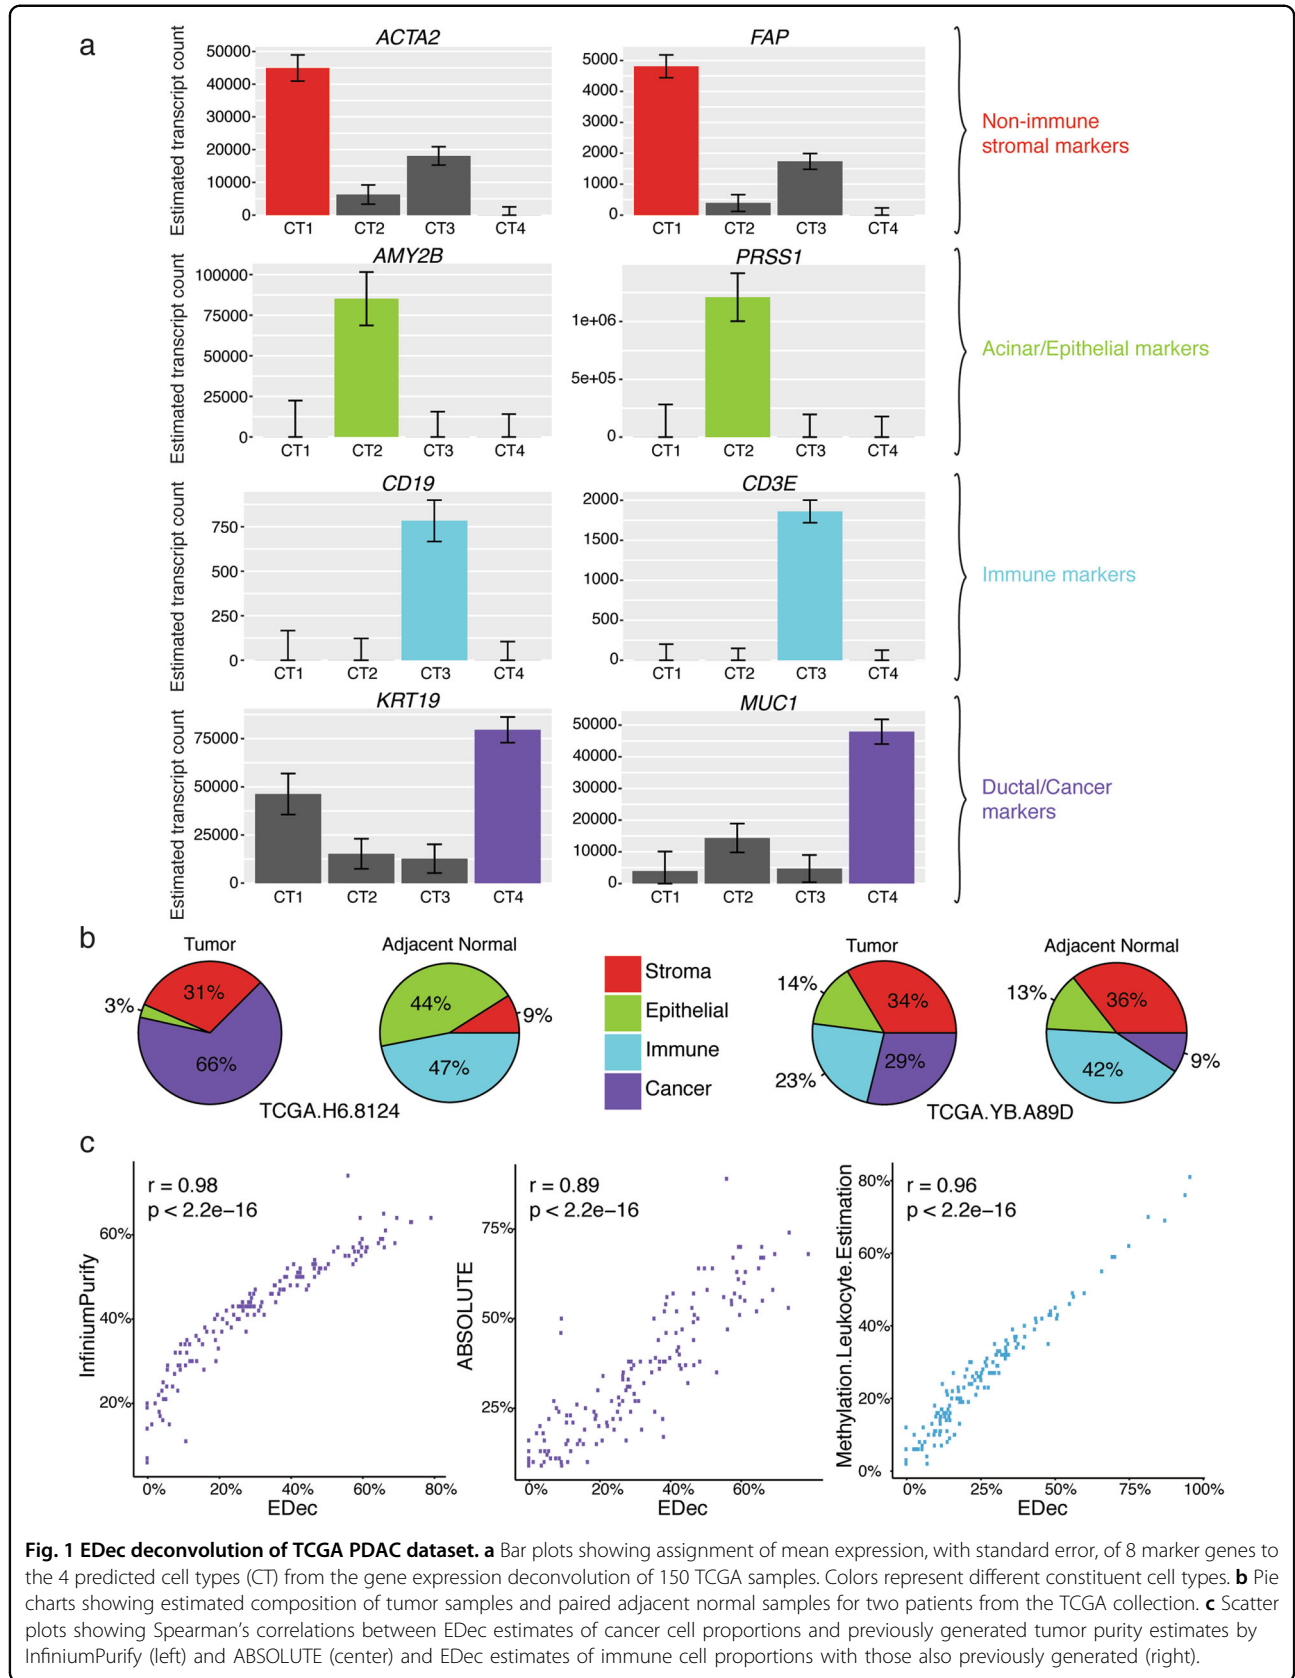 a
ACTA2
FAP
Estimated transcript count
50000
40000
30000
20000
10000
0
CT1 CT2 CT3 CT4
5000
4000
3000
2000
1000
0
CT1 CT2 CT3 CT4
Non-immune
stromal markers
AMY2B
PRSS1
Estimated transcript count
100000
75000
50000
25000
0
CT1 CT2 CT3 CT4
1e+06
5e+05
0
CT1 CT2 CT3 CT4
Acinar/Epithelial markers
CD19
CD3E
Estimated transcript count
750
500
250
0
CT1 CT2 CT3 CT4
2000
1500
1000
500
0
CT1 CT2 CT3 CT4
Immune markers
KRT19
MUC1
Estimated transcript count
75000
50000
25000
0
CT1 CT2 CT3 CT4
50000
40000
30000
20000
10000
0
CT1 CT2 CT3 CT4
Ductal/Cancer
markers
b
Tumor
31%
3%
66%
Adjacent Normal
44%
9%
47%
TCGA.H6.8124
Stroma
Epithelial
Immune
Cancer
Tumor
14%
34%
23%
29%
Adjacent Normal
13%
36%
42%
9%
TCGA.YB.A89D
c
r = 0.98
p < 2.2e−16
InfiniumPurify
60%
40%
20%
0% 20% 40% 60% 80%
EDec
r = 0.89
p < 2.2e−16
ABSOLUTE
75%
50%
25%
0% 20% 40% 60%
EDec
r = 0.96
p < 2.2e−16
Methylation.Leukocyte.Estimation
80%
60%
40%
20%
0%
0% 25% 50% 75% 100%
EDec
Fig. 1 EDec deconvolution of TCGA PDAC dataset. a Bar plots showing assignment of mean expression, with standard error, of 8 marker genes to
the 4 predicted cell types (CT) from the gene expression deconvolution of 150 TCGA samples. Colors represent different constituent cell types. b Pie
charts showing estimated composition of tumor samples and paired adjacent normal samples for two patients from the TCGA collection. c Scatter
plots showing Spearman's correlations between EDec estimates of cancer cell proportions and previously generated tumor purity estimates by
InfiniumPurify (left) and ABSOLUTE (center) and EDec estimates of immune cell proportions with those also previously generated (right).